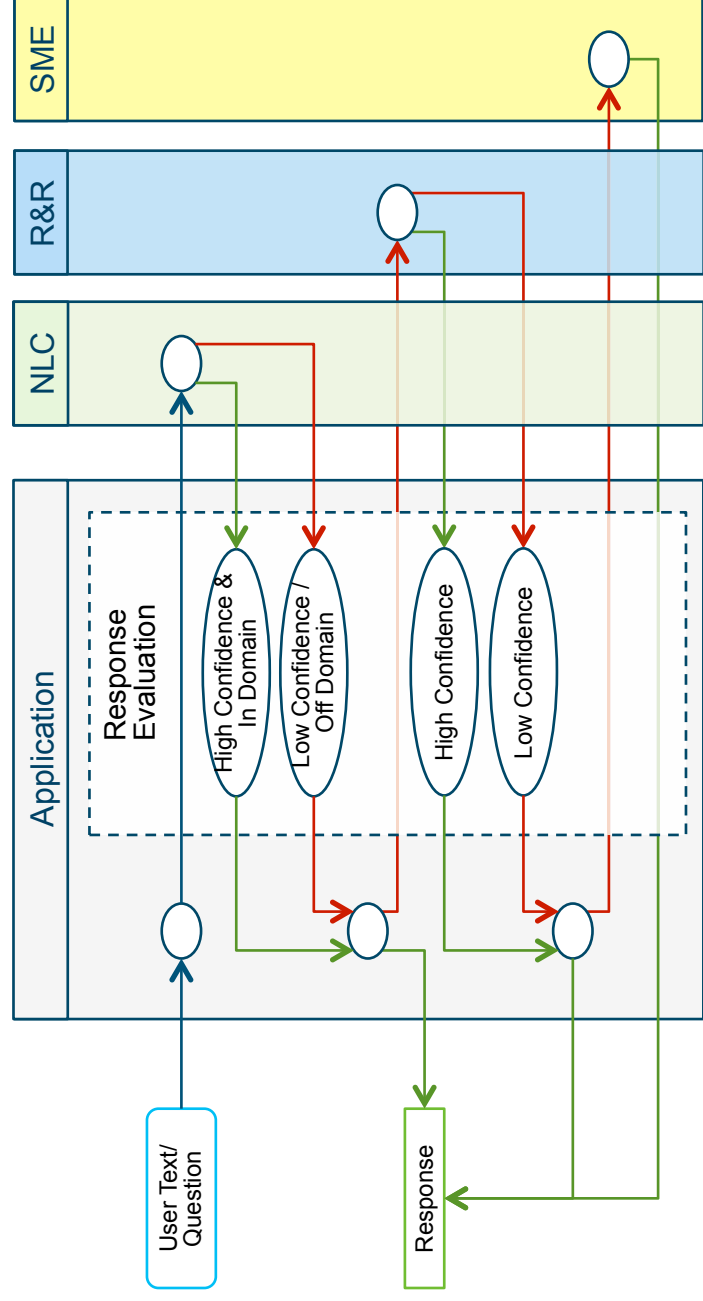 Application
NLC
R&R
SME
User Text/
Question
Response
Evaluation
High Confidence &
In Domain
Low Confidence /
Off Domain
Response
High Confidence
Low Confidence